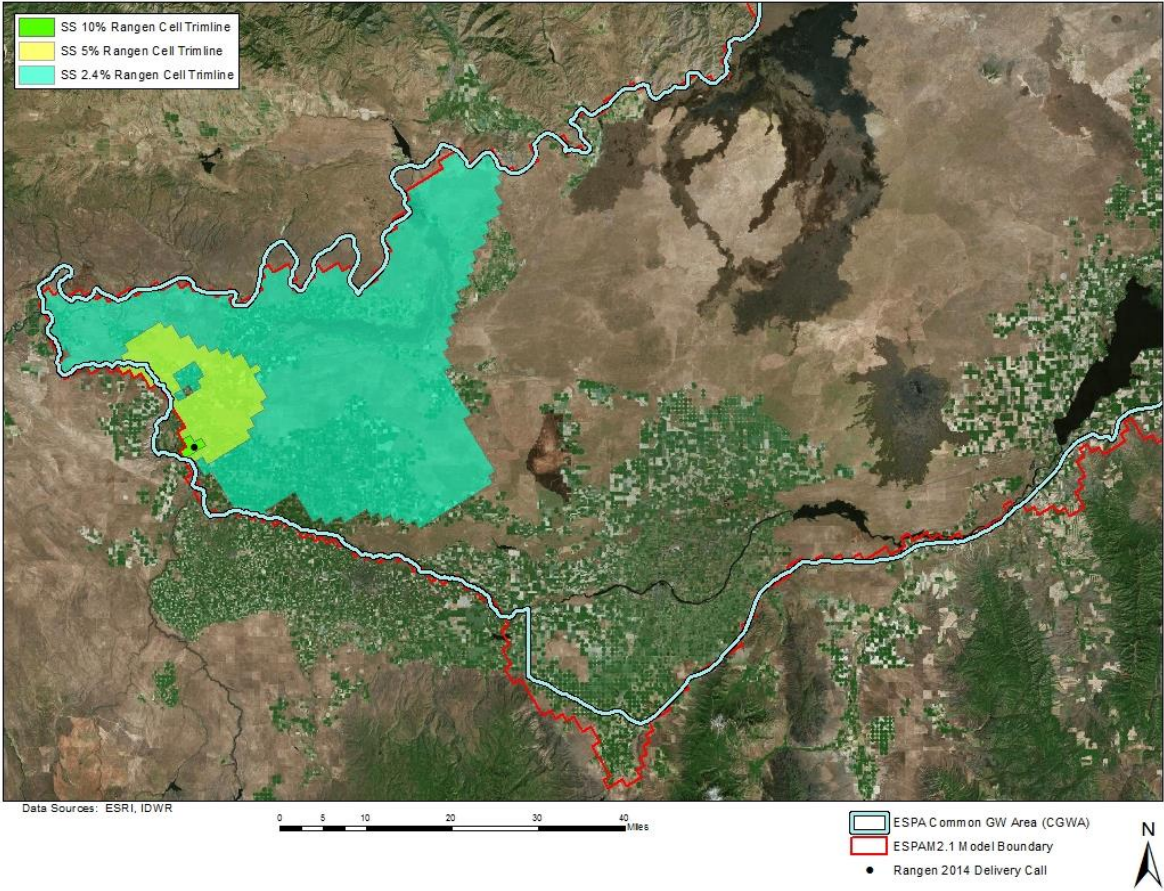 SS 10% Rangen Cell Trimline
SS 5% Rangen Cell Trimline
SS 2.4% Rangen Cell Trimline
Data Sources: ESRI, IDWR
0 5 10 20 30 40
Miles
ESPA Common GW Area (CGWA)
ESPAM2.1 Model Boundary
Rangen 2014 Delivery Call
N